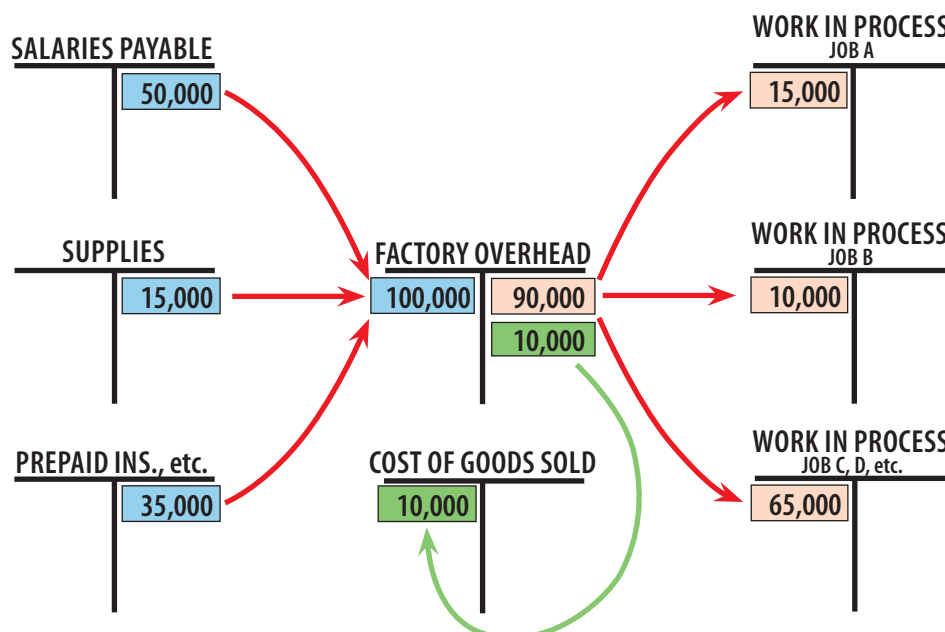 SALARIES PAYABLE
50,000
SUPPLIES
15,000
PREPAID INS., etc.
35,000
FACTORY OVERHEAD
100,000 90,000
10,000
COST OF GOODS SOLD
10,000
WORK IN PROCESS
JOB A
15,000
WORK IN PROCESS
JOB B
10,000
WORK IN PROCESS
JOB C, D, etc.
65,000